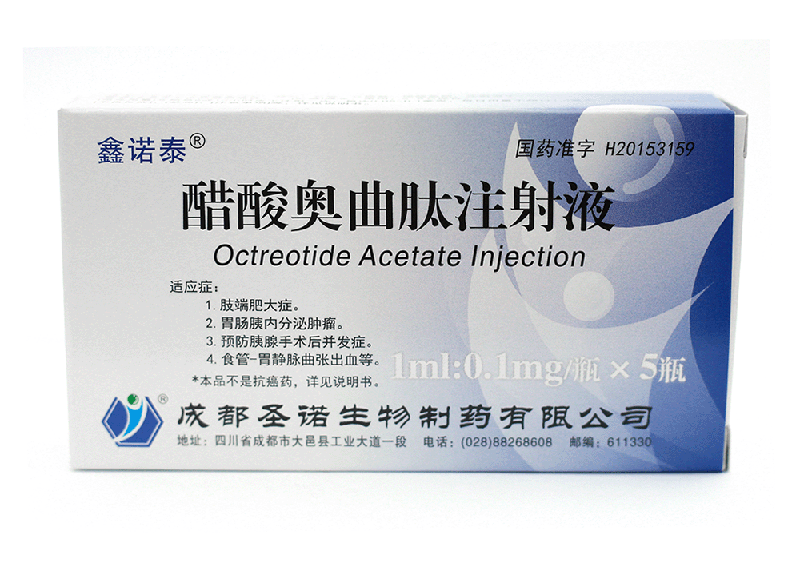 鑫诺泰®
国药准字 H20153159
醋酸奥曲肽注射液
Octreotide Acetate Injection
适应症：
1. 肢端肥大症。
2. 胃肠胰内分泌肿瘤。
3. 预防胰腺手术后并发症。
4. 食管-胃静脉曲张出血等。
*本品不是抗癌药，详见说明书。
1ml:0.1mg/瓶 × 5瓶
® 成都圣诺生物制药有限公司
地址：四川省成都市大邑县工业大道一段 电话：(028)88268608 邮编：611330